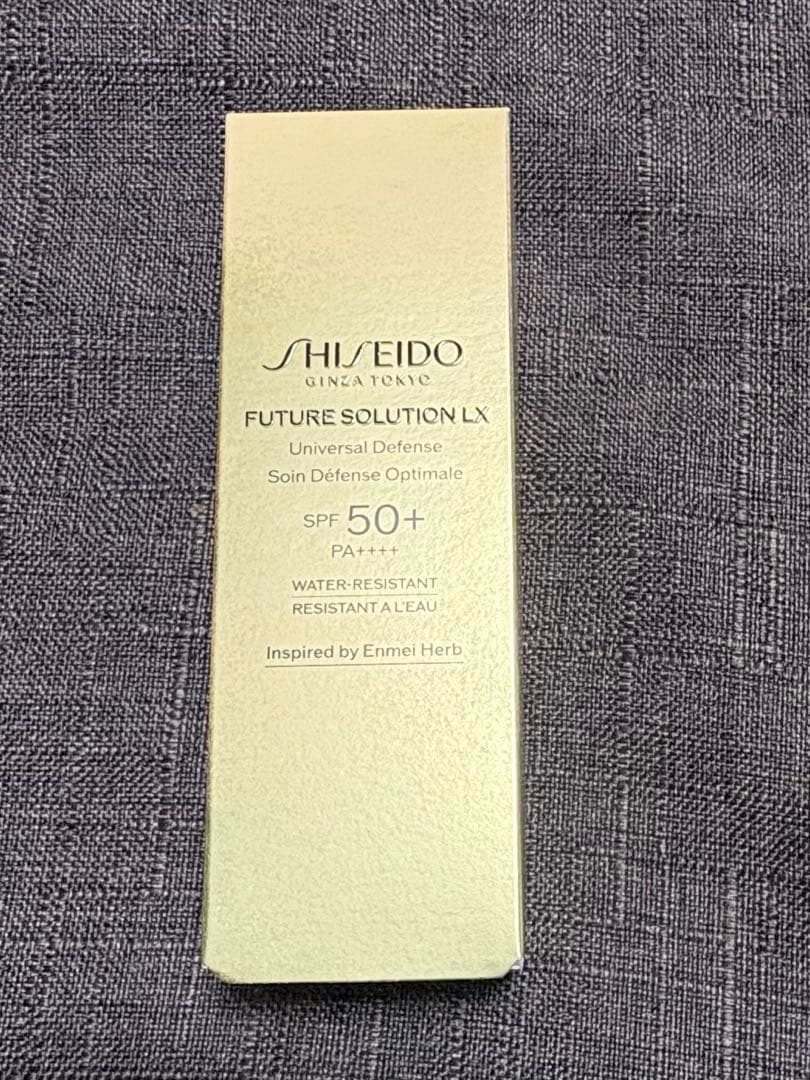 SHISEIDO
GINZA TOKYO
FUTURE SOLUTION LX
Universal Defense
Soin Défense Optimale
SPF 50+
PA++++
WATER-RESISTANT
RESISTANT A L'EAU
Inspired by Enmei Herb